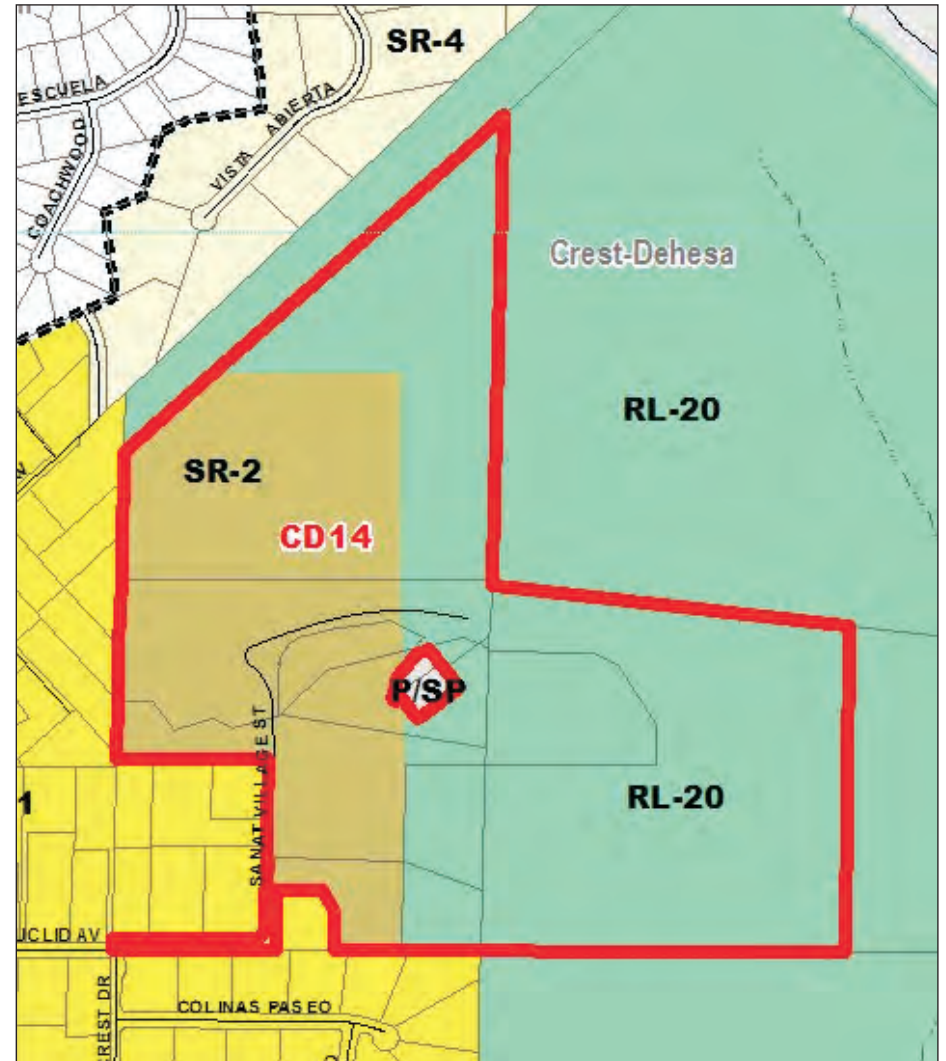 SR-4
ESCUELA
COACHWOOD
VISTA ABIERTA
Crest-Dehesa
RL-20
SR-2
CD14
P/SP
SANAT VILLAGE ST
RL-20
1
UCLID AV
CREST DR
COLINAS PASEO